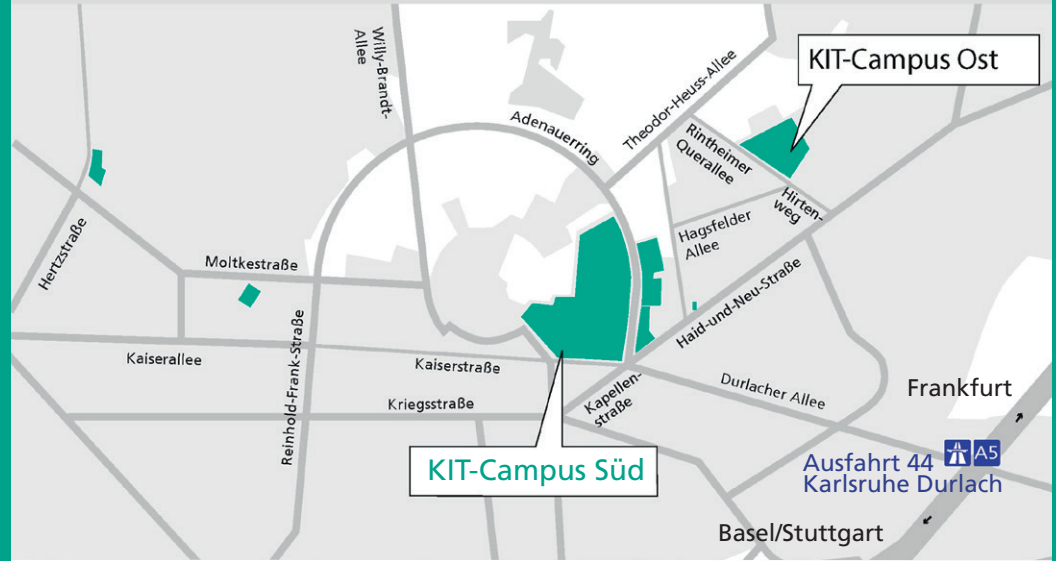 Willy-Brandt-
Allee
Adenauerring
Theodor-Heuss-Allee
KIT-Campus Ost
Rintheimer
Querallee
Hirten-
weg
Hagsfelder
Allee
Hertzstraße
Moltkestraße
Haid-und-Neu-Straße
Kaiserallee
Reinhold-Frank-Straße
Kaiserstraße
Kriegsstraße
Kapellen-
straße
Durlacher Allee
Frankfurt
KIT-Campus Süd
Ausfahrt 44 A5
Karlsruhe Durlach
Basel/Stuttgart